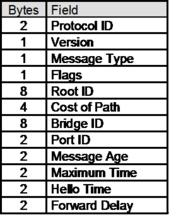 Bytes Field
2 Protocol ID
1 Version
1 Message Type
1 Flags
8 Root ID
4 Cost of Path
8 Bridge ID
2 Port ID
2 Message Age
2 Maximum Time
2 Hello Time
2 Forward Delay